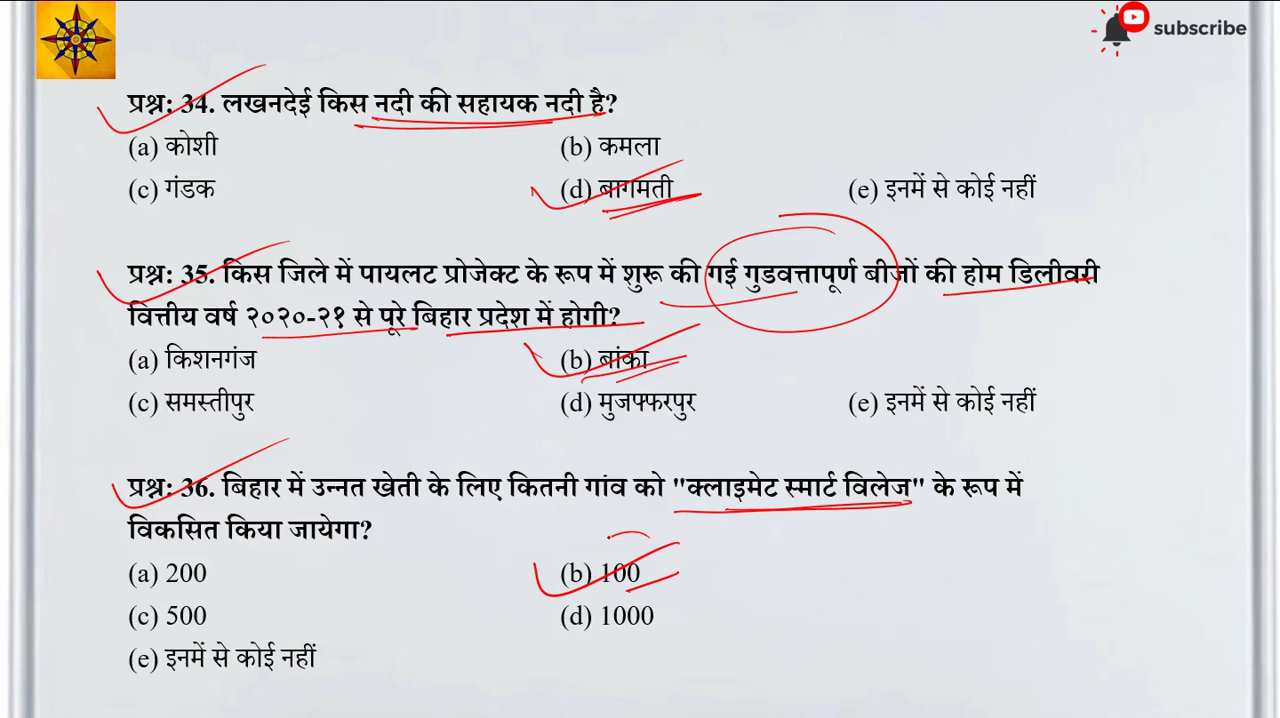 subscribe
प्रश्न: 34. लखनदेई किस नदी की सहायक नदी है?
(a) कोशी (b) कमला
(c) गंडक (d) बागमती (e) इनमें से कोई नहीं
प्रश्न: 35. किस जिले में पायलट प्रोजेक्ट के रूप में शुरू की गई गुडवत्तापूर्ण बीजों की होम डिलीवरी
वित्तीय वर्ष २०२०-२१ से पूरे बिहार प्रदेश में होगी?
(a) किशनगंज (b) बांका
(c) समस्तीपुर (d) मुजफ्फरपुर (e) इनमें से कोई नहीं
प्रश्न: 36. बिहार में उन्नत खेती के लिए कितनी गांव को "क्लाइमेट स्मार्ट विलेज" के रूप में
विकसित किया जायेगा?
(a) 200 (b) 100
(c) 500 (d) 1000
(e) इनमें से कोई नहीं